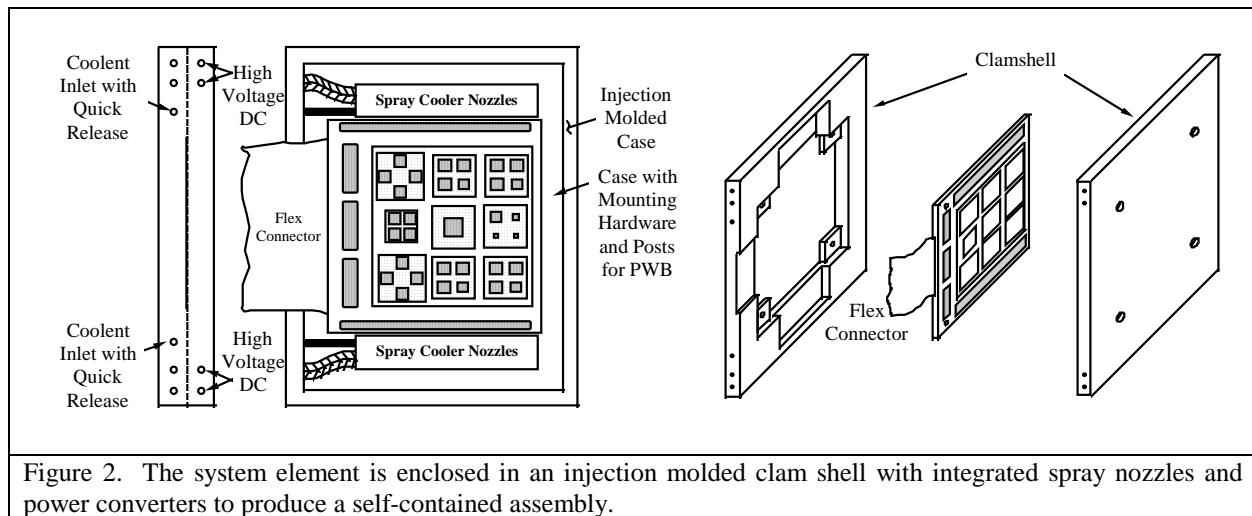 Coolent
Inlet with
Quick
Release
High
Voltage
DC
Spray Cooler Nozzles
Injection
Molded
Case
Case with
Mounting
Hardware
and Posts
for PWB
Flex
Connector
Coolent
Inlet with
Quick
Release
High
Voltage
DC
Spray Cooler Nozzles
Clamshell
Flex
Connector
Figure 2. The system element is enclosed in an injection molded clam shell with integrated spray nozzles and
power converters to produce a self-contained assembly.